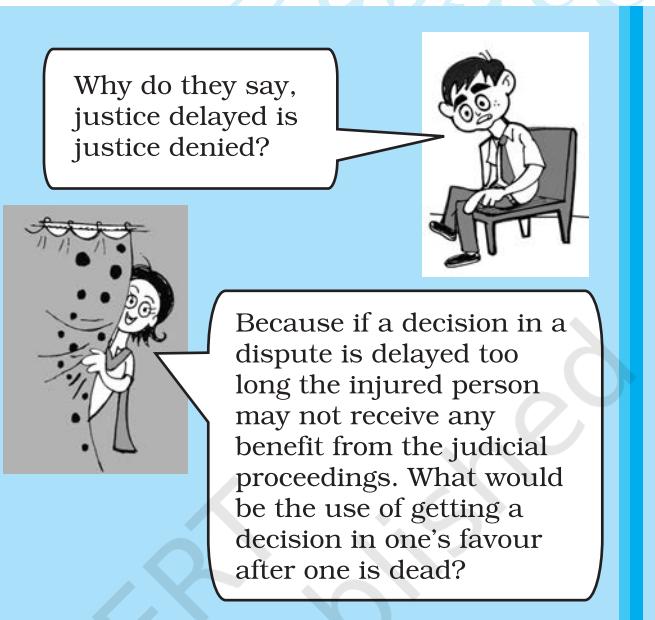 Why do they say,
justice delayed is
justice denied?
Because if a decision in a
dispute is delayed too
long the injured person
may not receive any
benefit from the judicial
proceedings. What would
be the use of getting a
decision in one's favour
after one is dead?